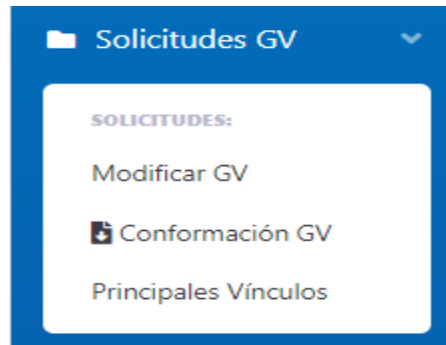 Solicitudes GV
SOLICITUDES:
Modificar GV
Conformación GV
Principales Vínculos